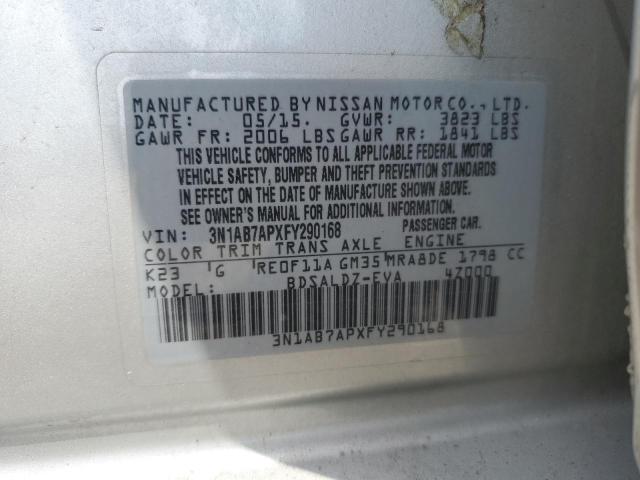 MANUFACTURED BY NISSAN MOTOR CO., LTD.
DATE: 05/15. GVWR: 3823 LBS
GAWR FR: 2006 LBS GAWR RR: 1841 LBS
THIS VEHICLE CONFORMS TO ALL APPLICABLE FEDERAL MOTOR
VEHICLE SAFETY, BUMPER AND THEFT PREVENTION STANDARDS
IN EFFECT ON THE DATE OF MANUFACTURE SHOWN ABOVE.
SEE OWNER'S MANUAL FOR ADDITIONAL INFORMATION.
VIN: 3N1AB7APXFY290168 PASSENGER CAR.
COLOR TRIM TRANS AXLE ENGINE
K23 G RE0F11A GM35 MRA8DE 1798 CC
MODEL: BDSALDZ-EVA 4Z000
3N1AB7APXFY290168